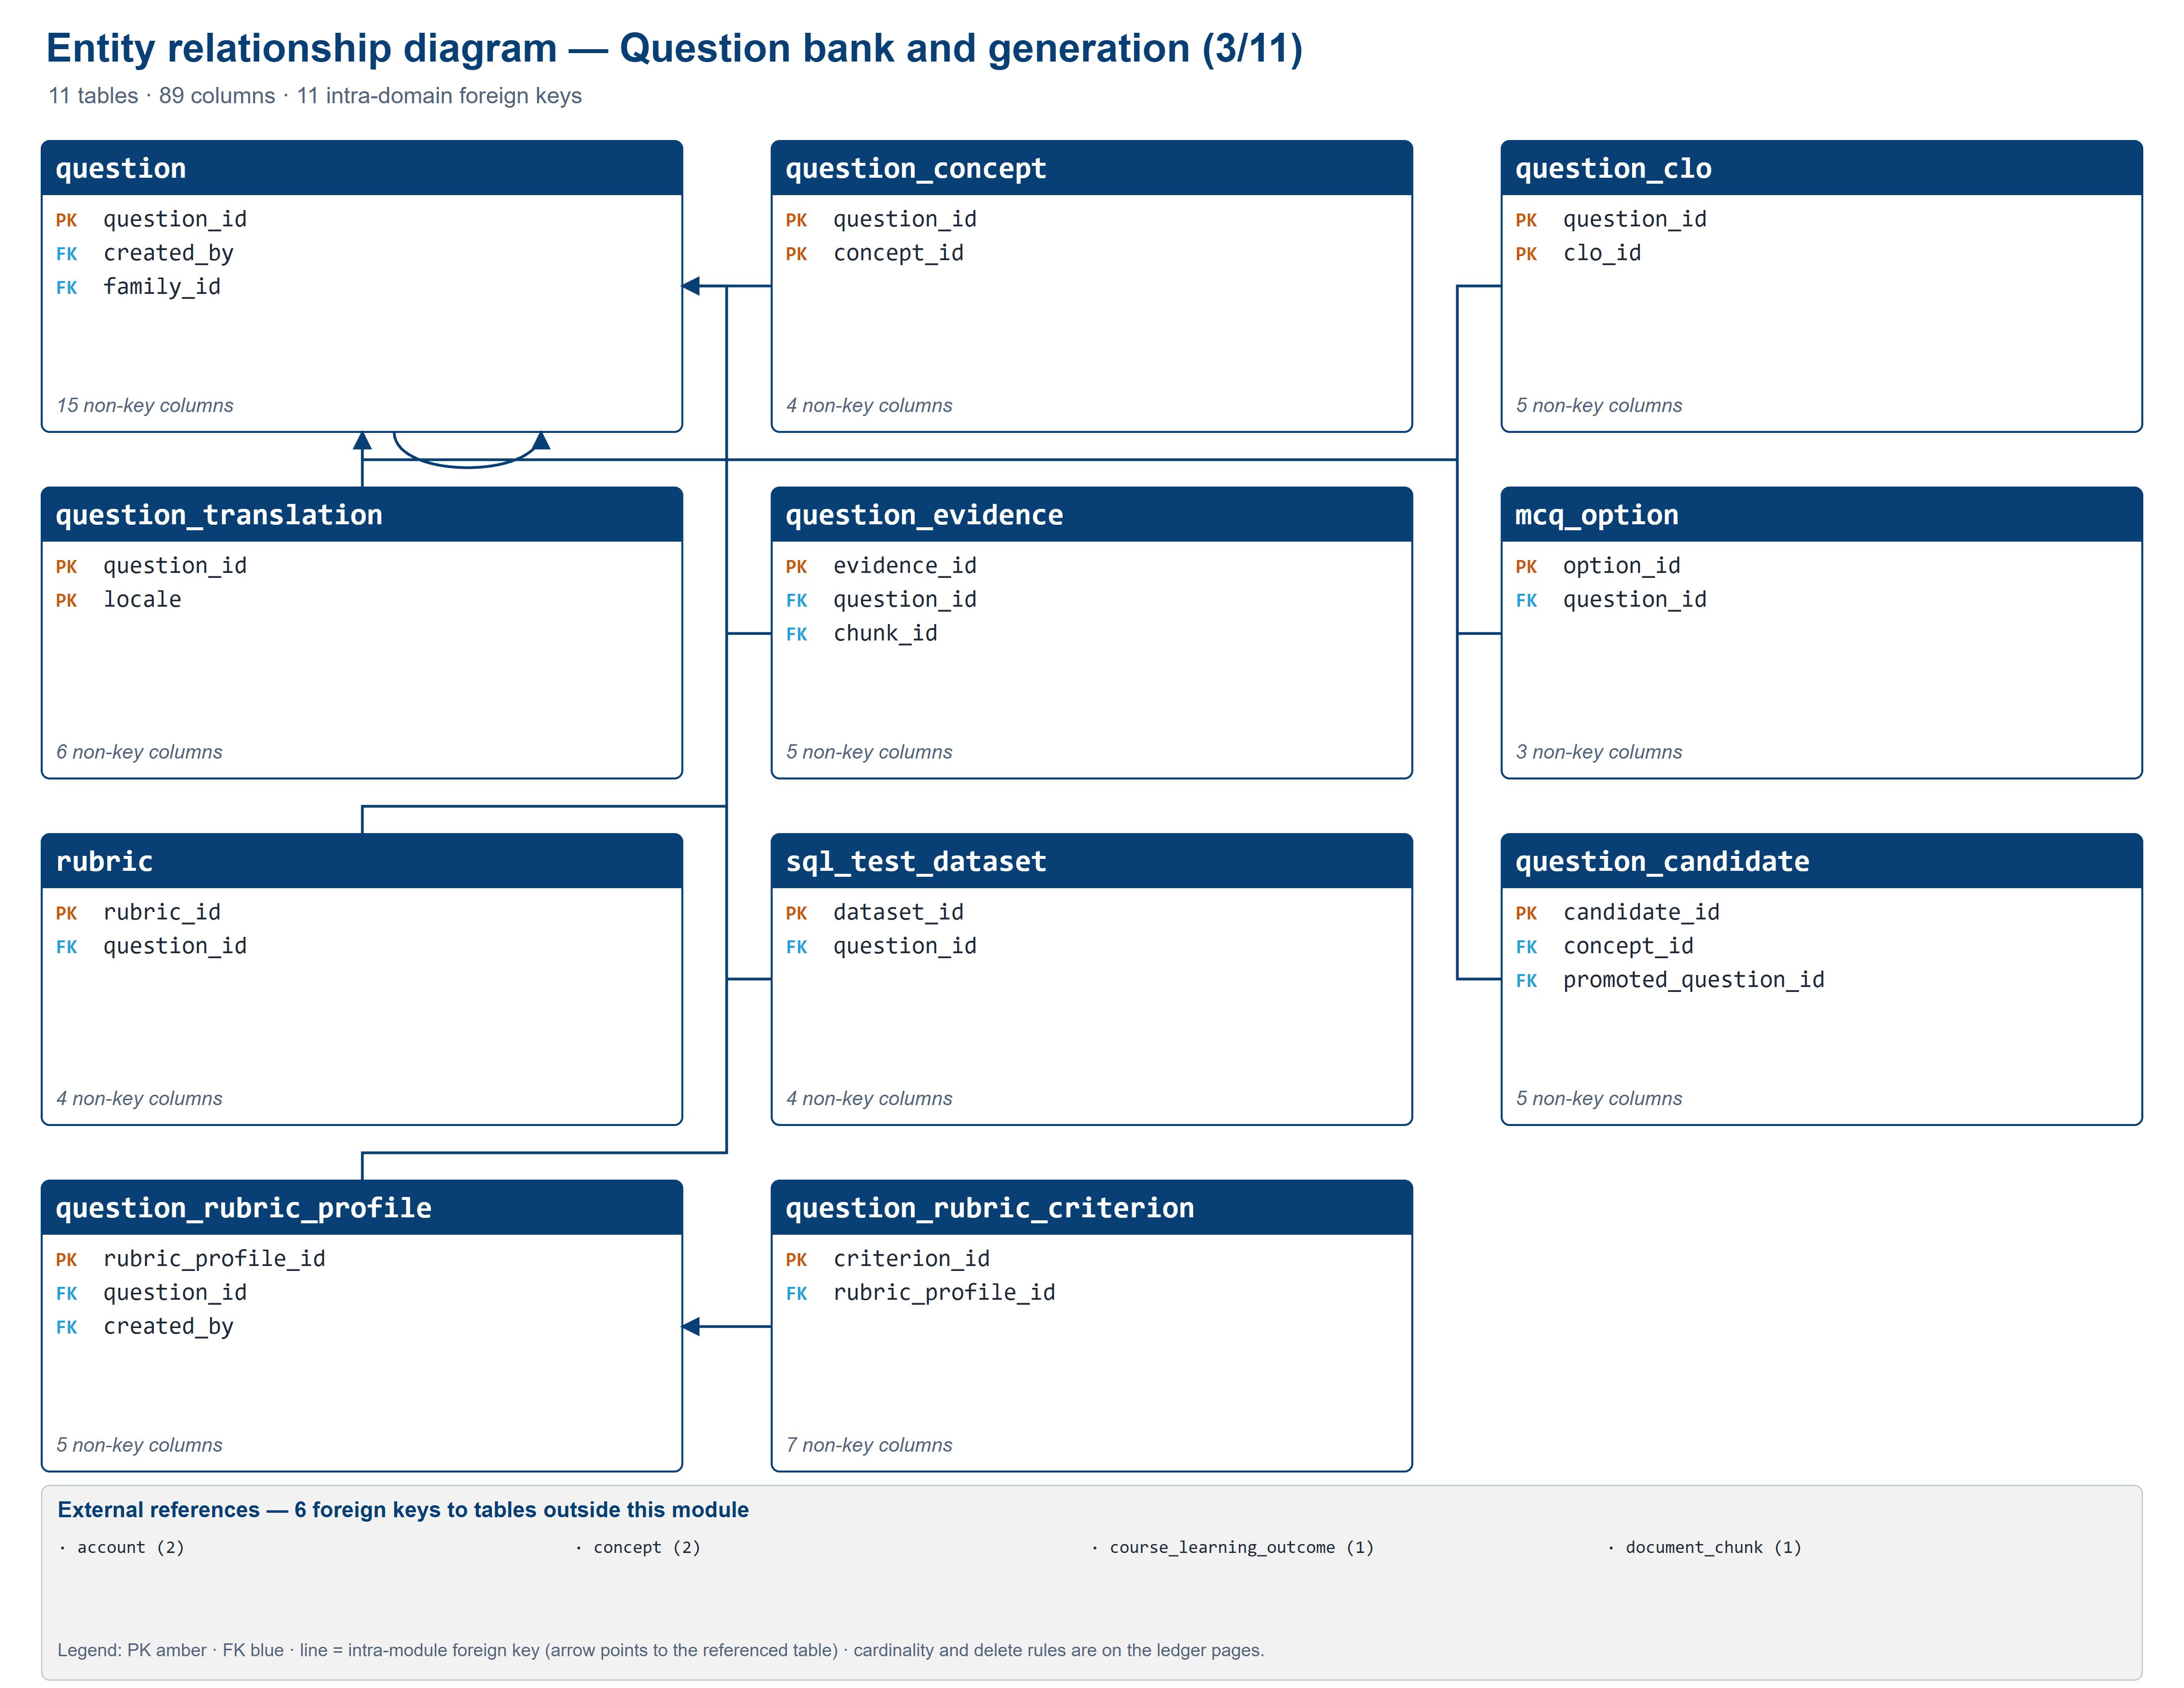 Entity relationship diagram — Question bank and generation (3/11)
11 tables · 89 columns · 11 intra-domain foreign keys
question
PK question_id
FK created_by
FK family_id
15 non-key columns
question_concept
PK question_id
PK concept_id
4 non-key columns
question_clo
PK question_id
PK clo_id
5 non-key columns
question_translation
PK question_id
PK locale
6 non-key columns
question_evidence
PK evidence_id
FK question_id
FK chunk_id
5 non-key columns
mcq_option
PK option_id
FK question_id
3 non-key columns
rubric
PK rubric_id
FK question_id
4 non-key columns
sql_test_dataset
PK dataset_id
FK question_id
4 non-key columns
question_candidate
PK candidate_id
FK concept_id
FK promoted_question_id
5 non-key columns
question_rubric_profile
PK rubric_profile_id
FK question_id
FK created_by
5 non-key columns
question_rubric_criterion
PK criterion_id
FK rubric_profile_id
7 non-key columns
External references — 6 foreign keys to tables outside this module
· account (2)
· concept (2)
· course_learning_outcome (1)
· document_chunk (1)
Legend: PK amber · FK blue · line = intra-module foreign key (arrow points to the referenced table) · cardinality and delete rules are on the ledger pages.